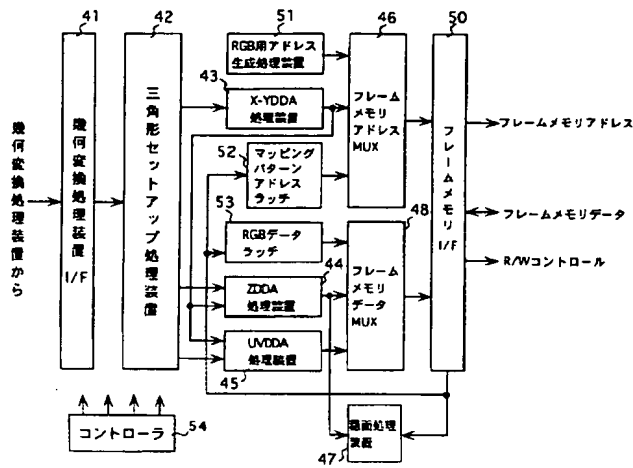 41
42
51
46
50
RGB用アドレス
生成処理装置
43
X-YDDA
処理装置
フレーム
メモリ
アドレス
MUX
52
マッピング
パターン
アドレス
ラッチ
53
RGBデータ
ラッチ
48
44
ZDDA
処理装置
フレーム
メモリ
データ
MUX
UVDDA
処理装置
45
幾何変換処理装置から
幾何変換処理装置I/F
三角形セットアップ処理装置
フレームメモリI/F
フレームメモリアドレス
フレームメモリデータ
R/Wコントロール
コントローラ
54
隠面処理
装置
47